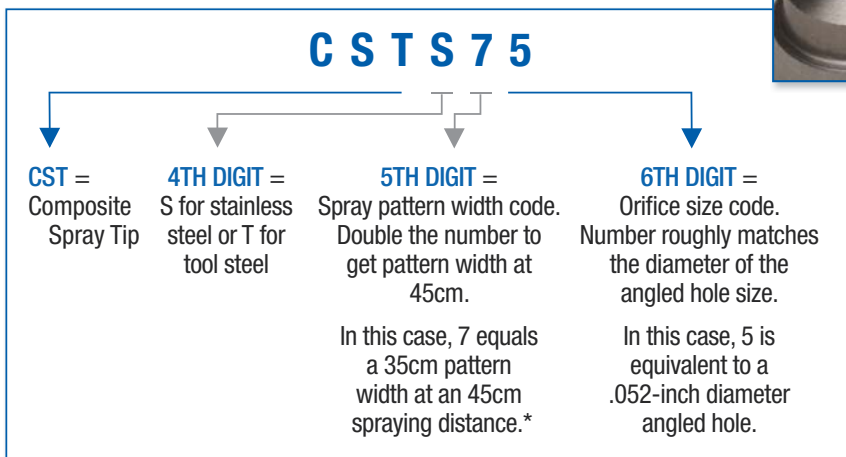 C S T S 7 5
CST =
Composite
Spray Tip
4TH DIGIT =
S for stainless
steel or T for
tool steel
5TH DIGIT =
Spray pattern width code.
Double the number to
get pattern width at
45cm.
In this case, 7 equals
a 35cm pattern
width at an 45cm
spraying distance.*
6TH DIGIT =
Orifice size code.
Number roughly matches
the diameter of the
angled hole size.
In this case, 5 is
equivalent to a
.052-inch diameter
angled hole.